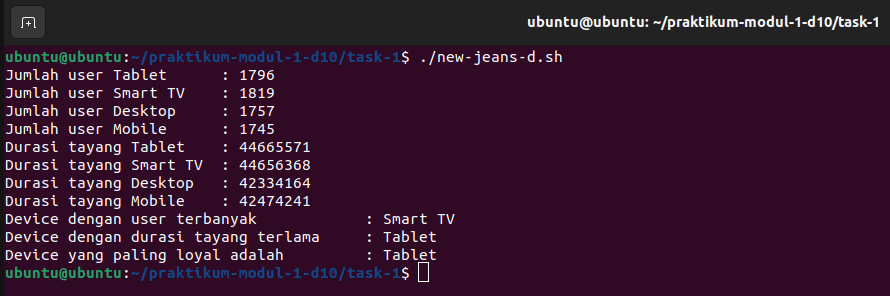 ubuntu@ubuntu: ~/praktikum-modul-1-d10/task-1
ubuntu@ubuntu:~/praktikum-modul-1-d10/task-1$ ./new-jeans-d.sh
Jumlah user Tablet      : 1796
Jumlah user Smart TV    : 1819
Jumlah user Desktop     : 1757
Jumlah user Mobile      : 1745
Durasi tayang Tablet    : 44665571
Durasi tayang Smart TV  : 44656368
Durasi tayang Desktop   : 42334164
Durasi tayang Mobile    : 42474241
Device dengan user terbanyak            : Smart TV
Device dengan durasi tayang terlama     : Tablet
Device yang paling loyal adalah         : Tablet
ubuntu@ubuntu:~/praktikum-modul-1-d10/task-1$